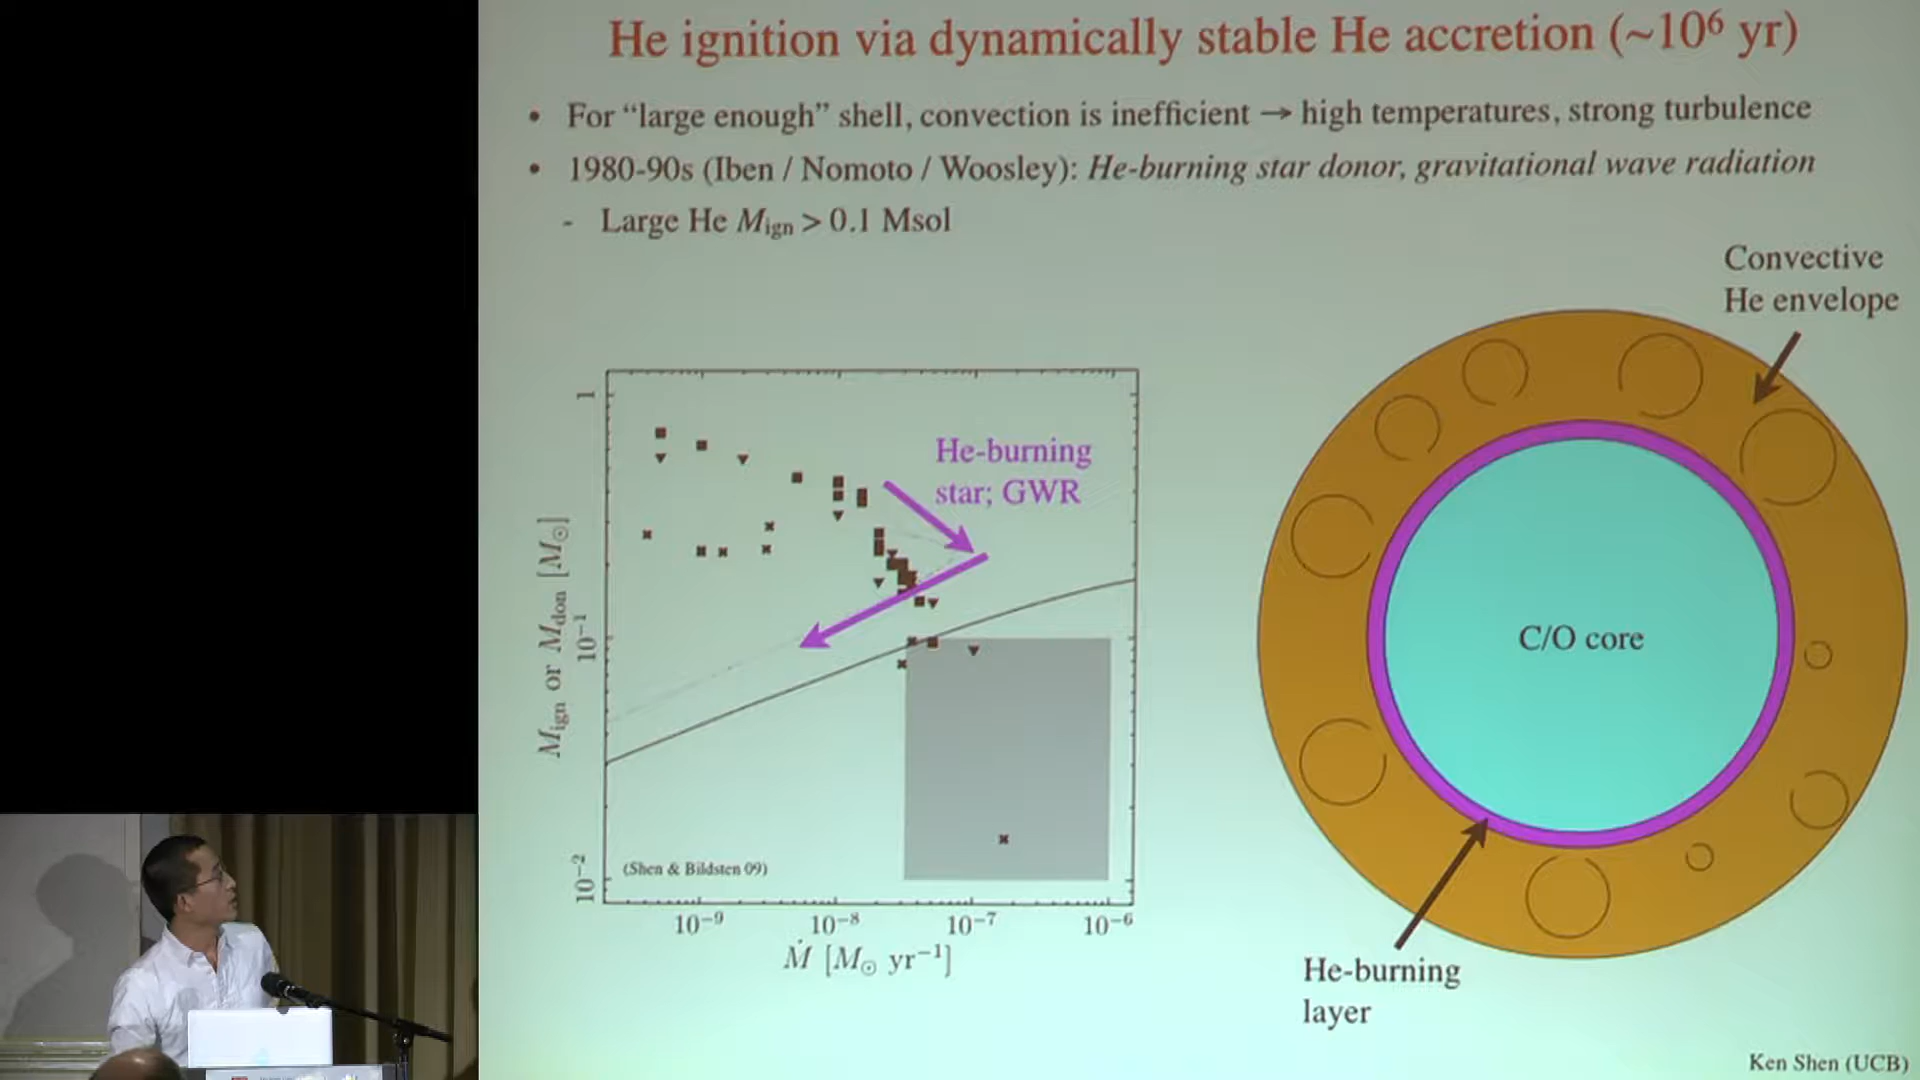 He ignition via dynamically stable He accretion (~10⁶ yr)
• For “large enough” shell, convection is inefficient → high temperatures, strong turbulence
• 1980-90s (Iben / Nomoto / Woosley): He-burning star donor, gravitational wave radiation
- Large He Mign > 0.1 Msol
Convective
He envelope
He-burning
star; GWR
C/O core
He-burning
layer
Mign or Mdon [M⊙]
1
10⁻¹
10⁻²
(Shen & Bildsten 09)
10⁻⁹ 10⁻⁸ 10⁻⁷ 10⁻⁶
Ṁ [M⊙ yr⁻¹]
Ken Shen (UCB)